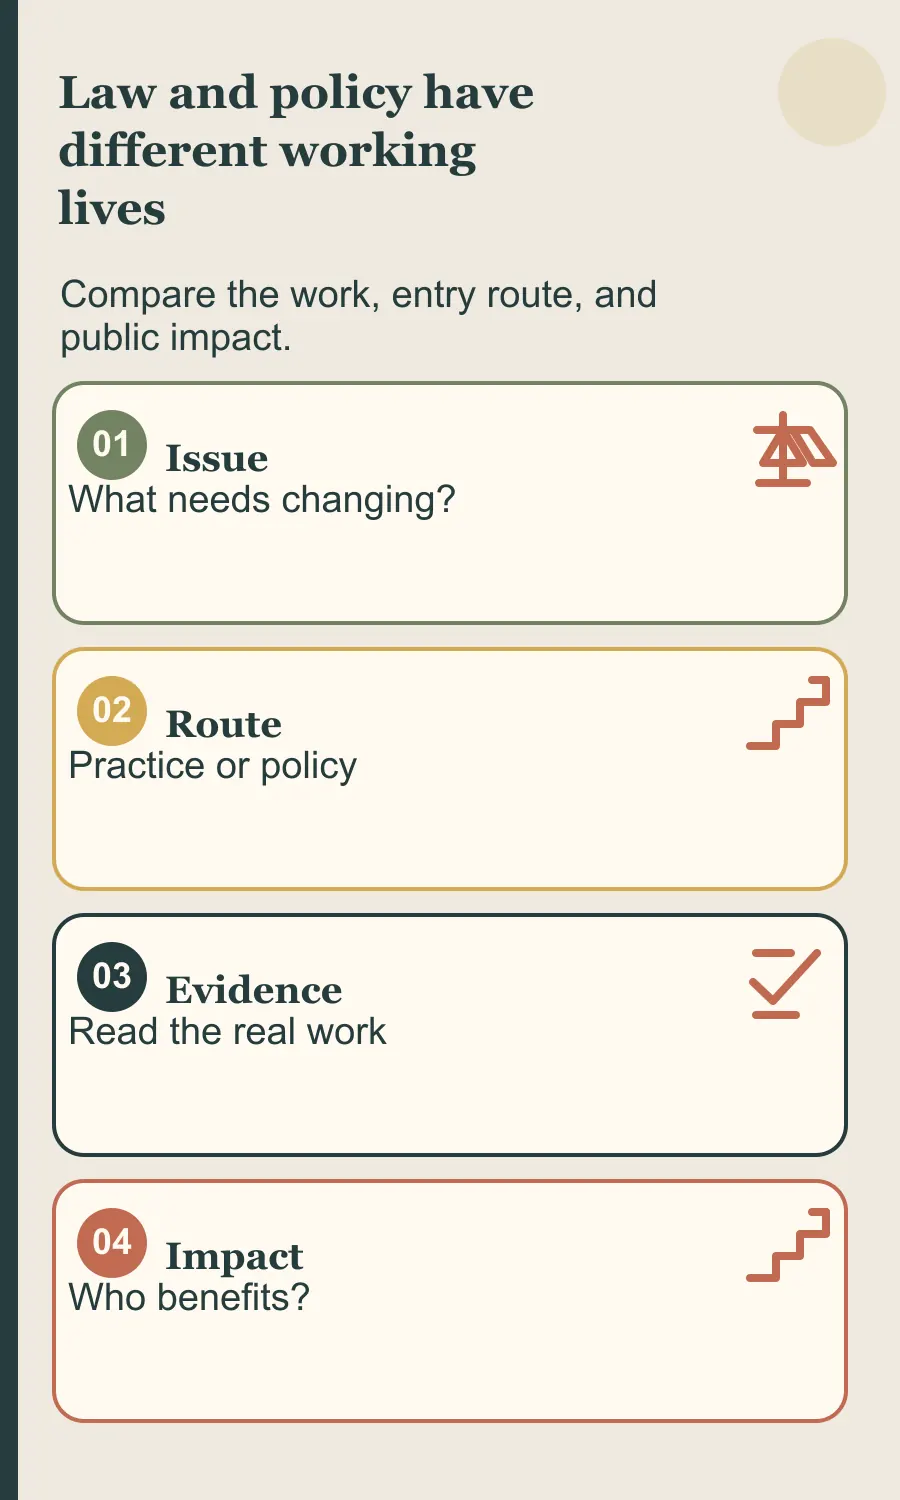 Law and policy have
different working
lives
Compare the work, entry route, and
public impact.
01
Issue
What needs changing?
02
Route
Practice or policy
03
Evidence
Read the real work
04
Impact
Who benefits?